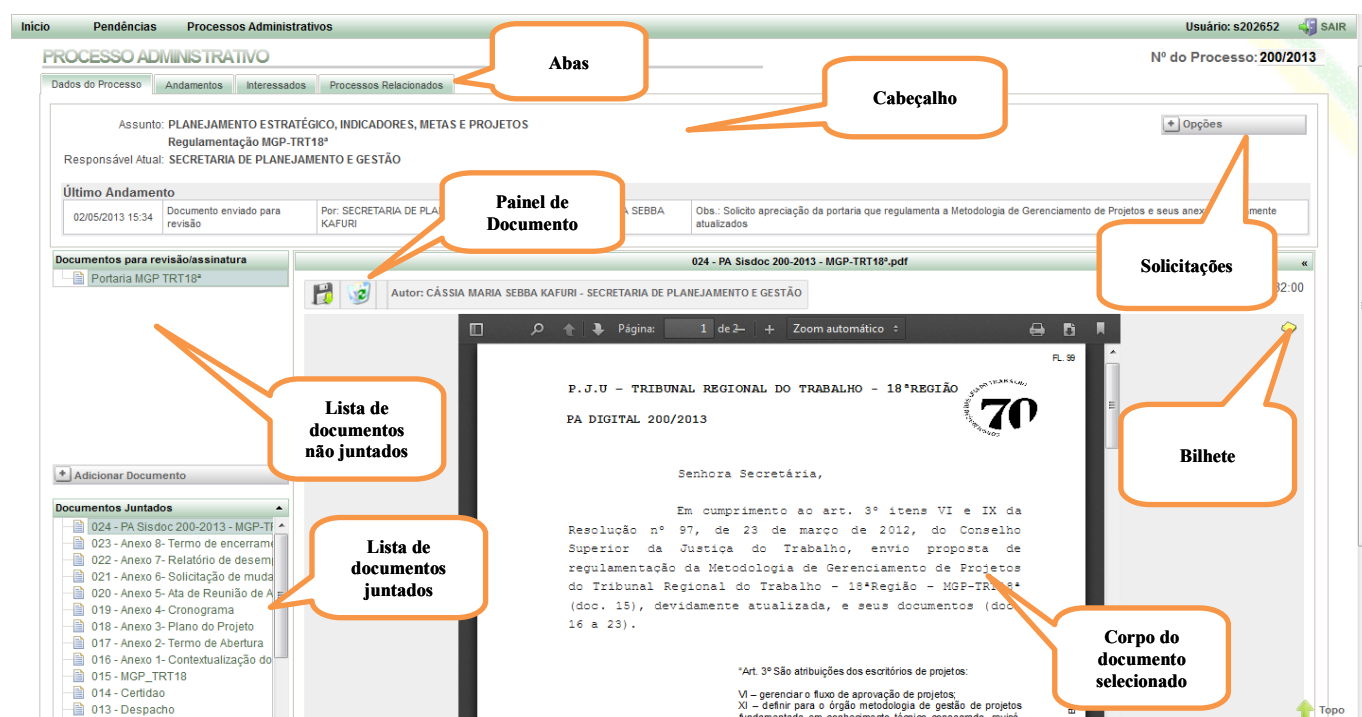 Início Pendências Processos Administrativos Usuário: s202652 SAIR
PROCESSO ADMINISTRATIVO Nº do Processo: 200/2013
Abas
Dados do Processo Andamentos Interessados Processos Relacionados
Cabeçalho
Assunto: PLANEJAMENTO ESTRATÉGICO, INDICADORES, METAS E PROJETOS
Regulamentação MGP-TRT18ª
Responsável Atual: SECRETARIA DE PLANEJAMENTO E GESTÃO
+ Opções
Último Andamento
02/05/2013 15:34 Documento enviado para revisão
Por: SECRETARIA DE PLA SEBBA
KAFURI
Obs.: Solicito apreciação da portaria que regulamenta a Metodologia de Gerenciamento de Projetos e seus
atualizados
Painel de
Documento
Solicitações
Documentos para revisão/assinatura
Portaria MGP TRT18ª
024 - PA Sisdoc 200-2013 - MGP-TRT18ª.pdf «
Autor: CÁSSIA MARIA SEBBA KAFURI - SECRETARIA DE PLANEJAMENTO E GESTÃO
32:00
Página: 1 de 2 — + Zoom automático
FL. 99
P.J.U - TRIBUNAL REGIONAL DO TRABALHO - 18ªREGIÃO
70
PA DIGITAL 200/2013
Lista de
documentos
não juntados
Bilhete
+ Adicionar Documento
Senhora Secretária,
Em cumprimento ao art. 3º itens VI e IX da
Resolução nº 97, de 23 de março de 2012, do Conselho
Superior da Justiça do Trabalho, envio proposta de
regulamentação da Metodologia de Gerenciamento de Projetos
do Tribunal Regional do Trabalho - 18ªRegião - MGP-TRT18ª
(doc. 15), devidamente atualizada, e seus documentos (doc.
16 a 23).
Documentos Juntados
024 - PA Sisdoc 200-2013 - MGP-TF
023 - Anexo 8- Termo de encerrame
022 - Anexo 7- Relatório de desem
021 - Anexo 6- Solicitação de muda
020 - Anexo 5- Ata de Reunião de A
019 - Anexo 4- Cronograma
018 - Anexo 3- Plano do Projeto
017 - Anexo 2- Termo de Abertura
016 - Anexo 1- Contextualização do
015 - MGP_TRT18
014 - Certidao
013 - Despacho
Lista de
documentos
juntados
Corpo do
documento
selecionado
"Art. 3º São atribuições dos escritórios de projetos:
VI – gerenciar o fluxo de aprovação de projetos;
XI – definir para o órgão metodologia de gestão de projetos
Topo